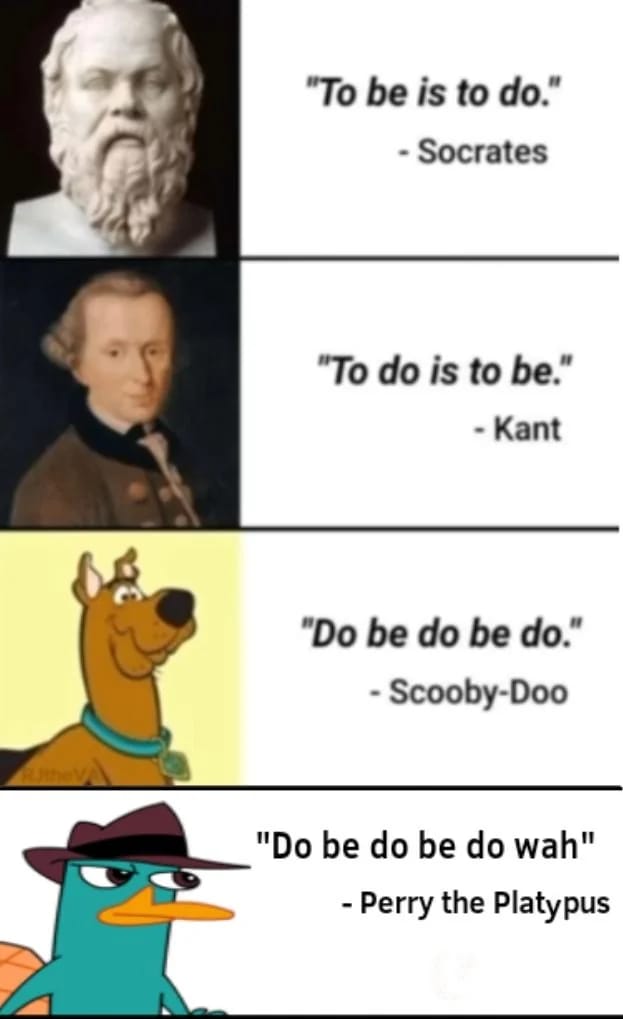 "To be is to do."
- Socrates
"To do is to be."
- Kant
"Do be do be do."
- Scooby-Doo
"Do be do be do wah"
- Perry the Platypus